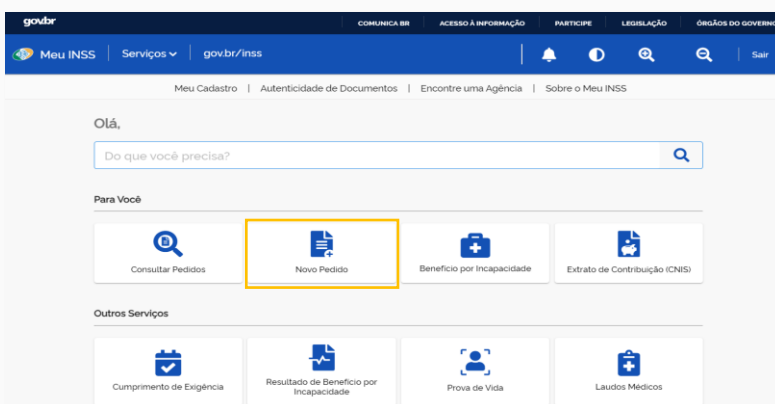 gov.br COMUNICA BR ACESSO À INFORMAÇÃO PARTICIPE LEGISLAÇÃO ÓRGÃOS DO GOVERNO
Meu INSS Serviços gov.br/inss Sair
Meu Cadastro | Autenticidade de Documentos | Encontre uma Agência | Sobre o Meu INSS
Olá,
Do que você precisa?
Para Você
Consultar Pedidos Novo Pedido Benefício por Incapacidade Extrato de Contribuição (CNIS)
Outros Serviços
Cumprimento de Exigência Resultado de Benefício por Incapacidade Prova de Vida Laudos Médicos